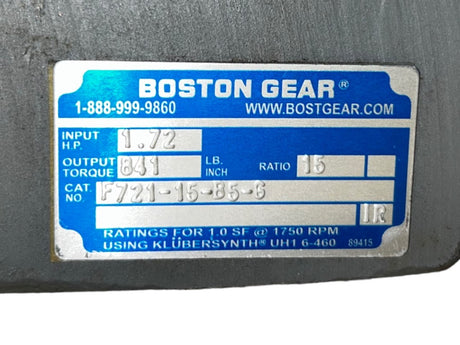 BOSTON GEAR®
1-888-999-9860 WWW.BOSTGEAR.COM
INPUT H.P. 1.72
OUTPUT TORQUE 841 LB. INCH RATIO 15
CAT. NO. F721-15-B5-G
IR
RATINGS FOR 1.0 SF @ 1750 RPM
USING KLÜBERSYNTH® UH1 6-460 89415